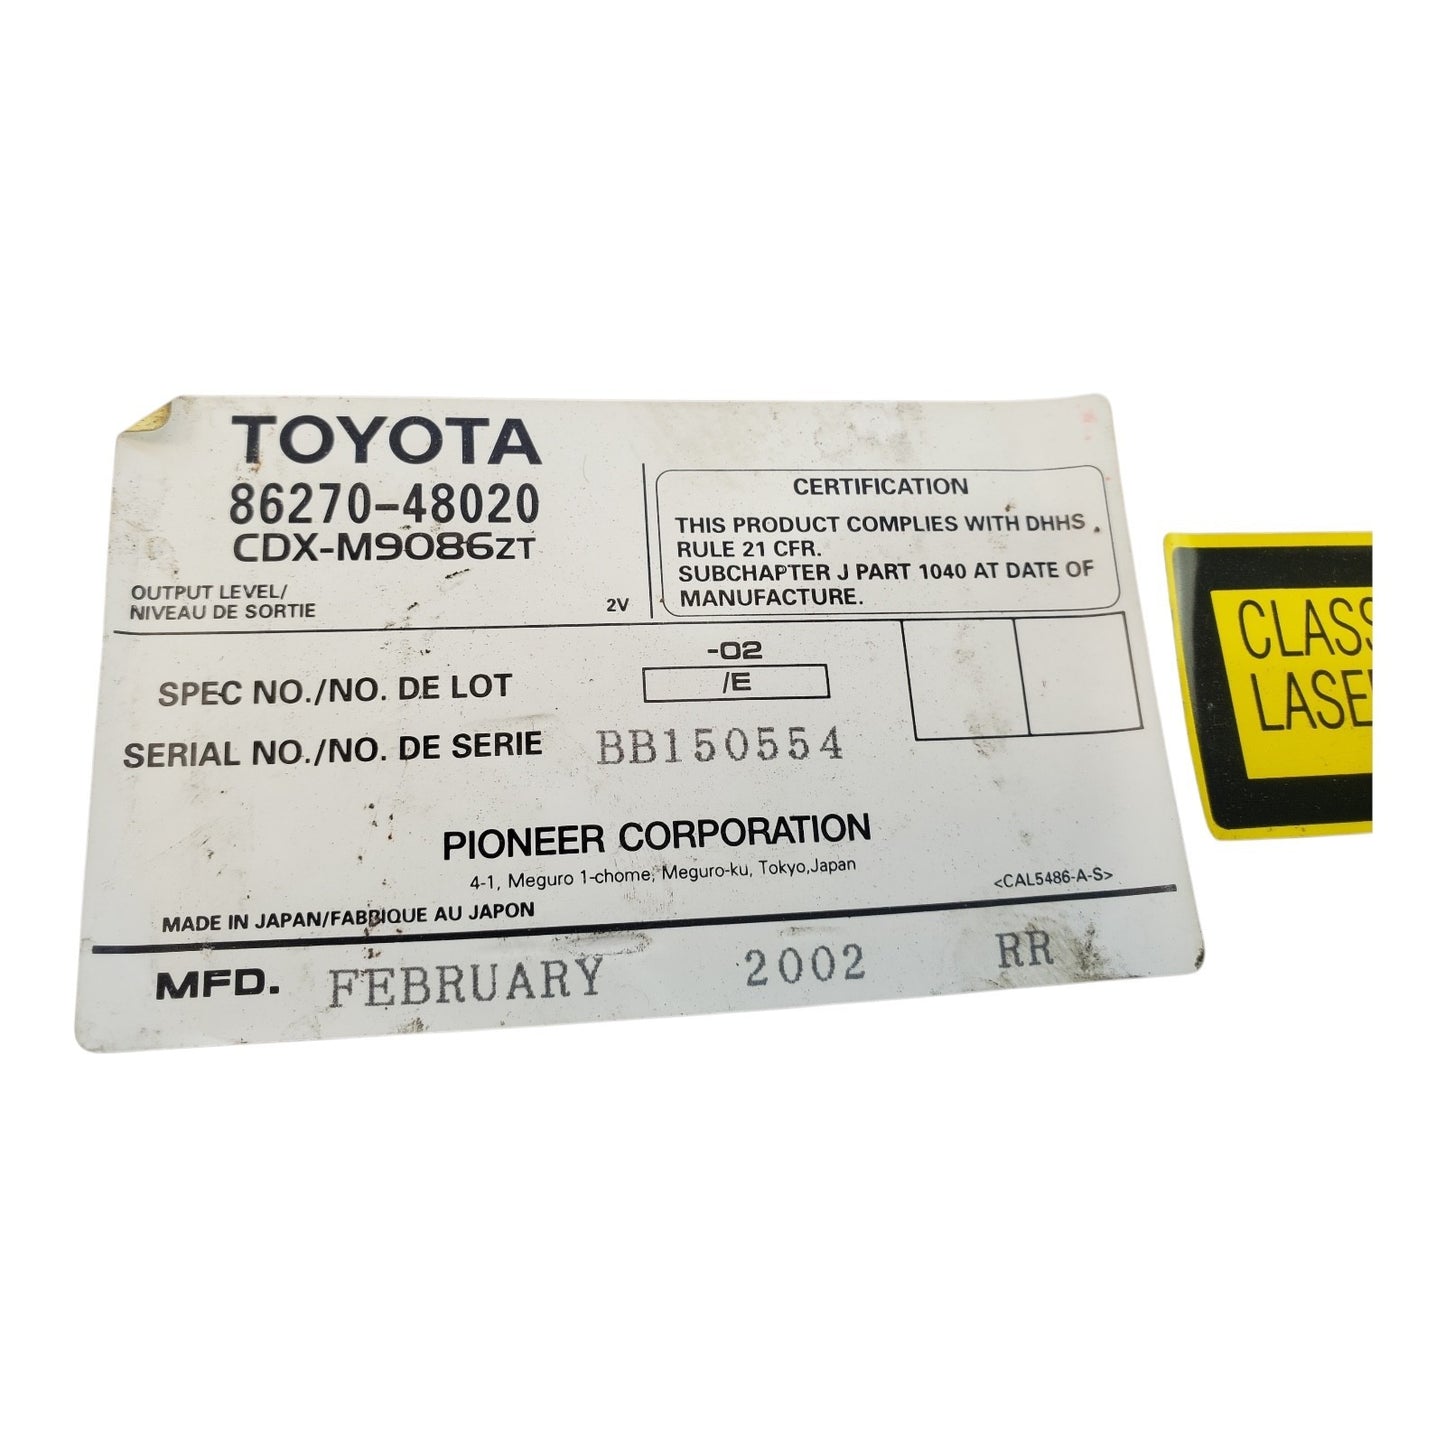 TOYOTA
86270-48020
CDX-M9086ZT
OUTPUT LEVEL/
NIVEAU DE SORTIE 2V
CERTIFICATION
THIS PRODUCT COMPLIES WITH DHHS
RULE 21 CFR.
SUBCHAPTER J PART 1040 AT DATE OF
MANUFACTURE.
-02
SPEC NO./NO. DE LOT /E
SERIAL NO./NO. DE SERIE BB150554
PIONEER CORPORATION
4-1, Meguro 1-chome, Meguro-ku, Tokyo,Japan
<CAL5486-A-S>
MADE IN JAPAN/FABRIQUE AU JAPON
MFD. FEBRUARY 2002 RR
CLASS
LASE